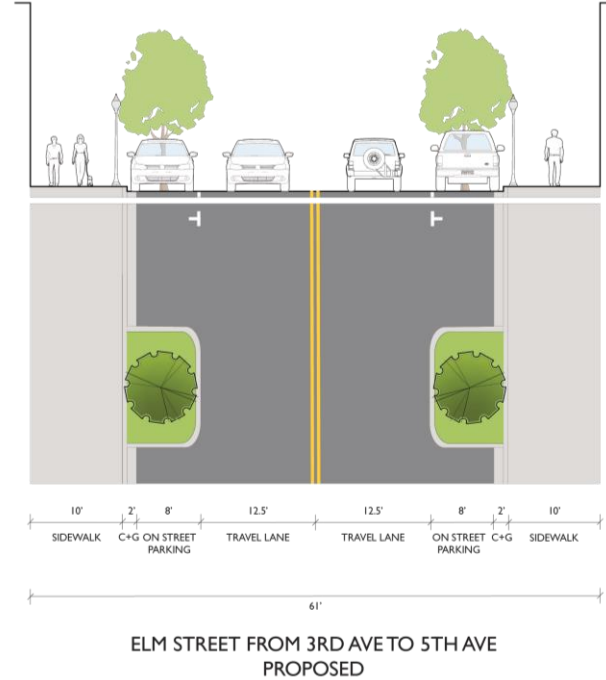 10' 2' 8' 12.5' 12.5' 8' 2' 10'
SIDEWALK C+G ON STREET TRAVEL LANE TRAVEL LANE ON STREET C+G SIDEWALK
PARKING PARKING
61'
ELM STREET FROM 3RD AVE TO 5TH AVE
PROPOSED